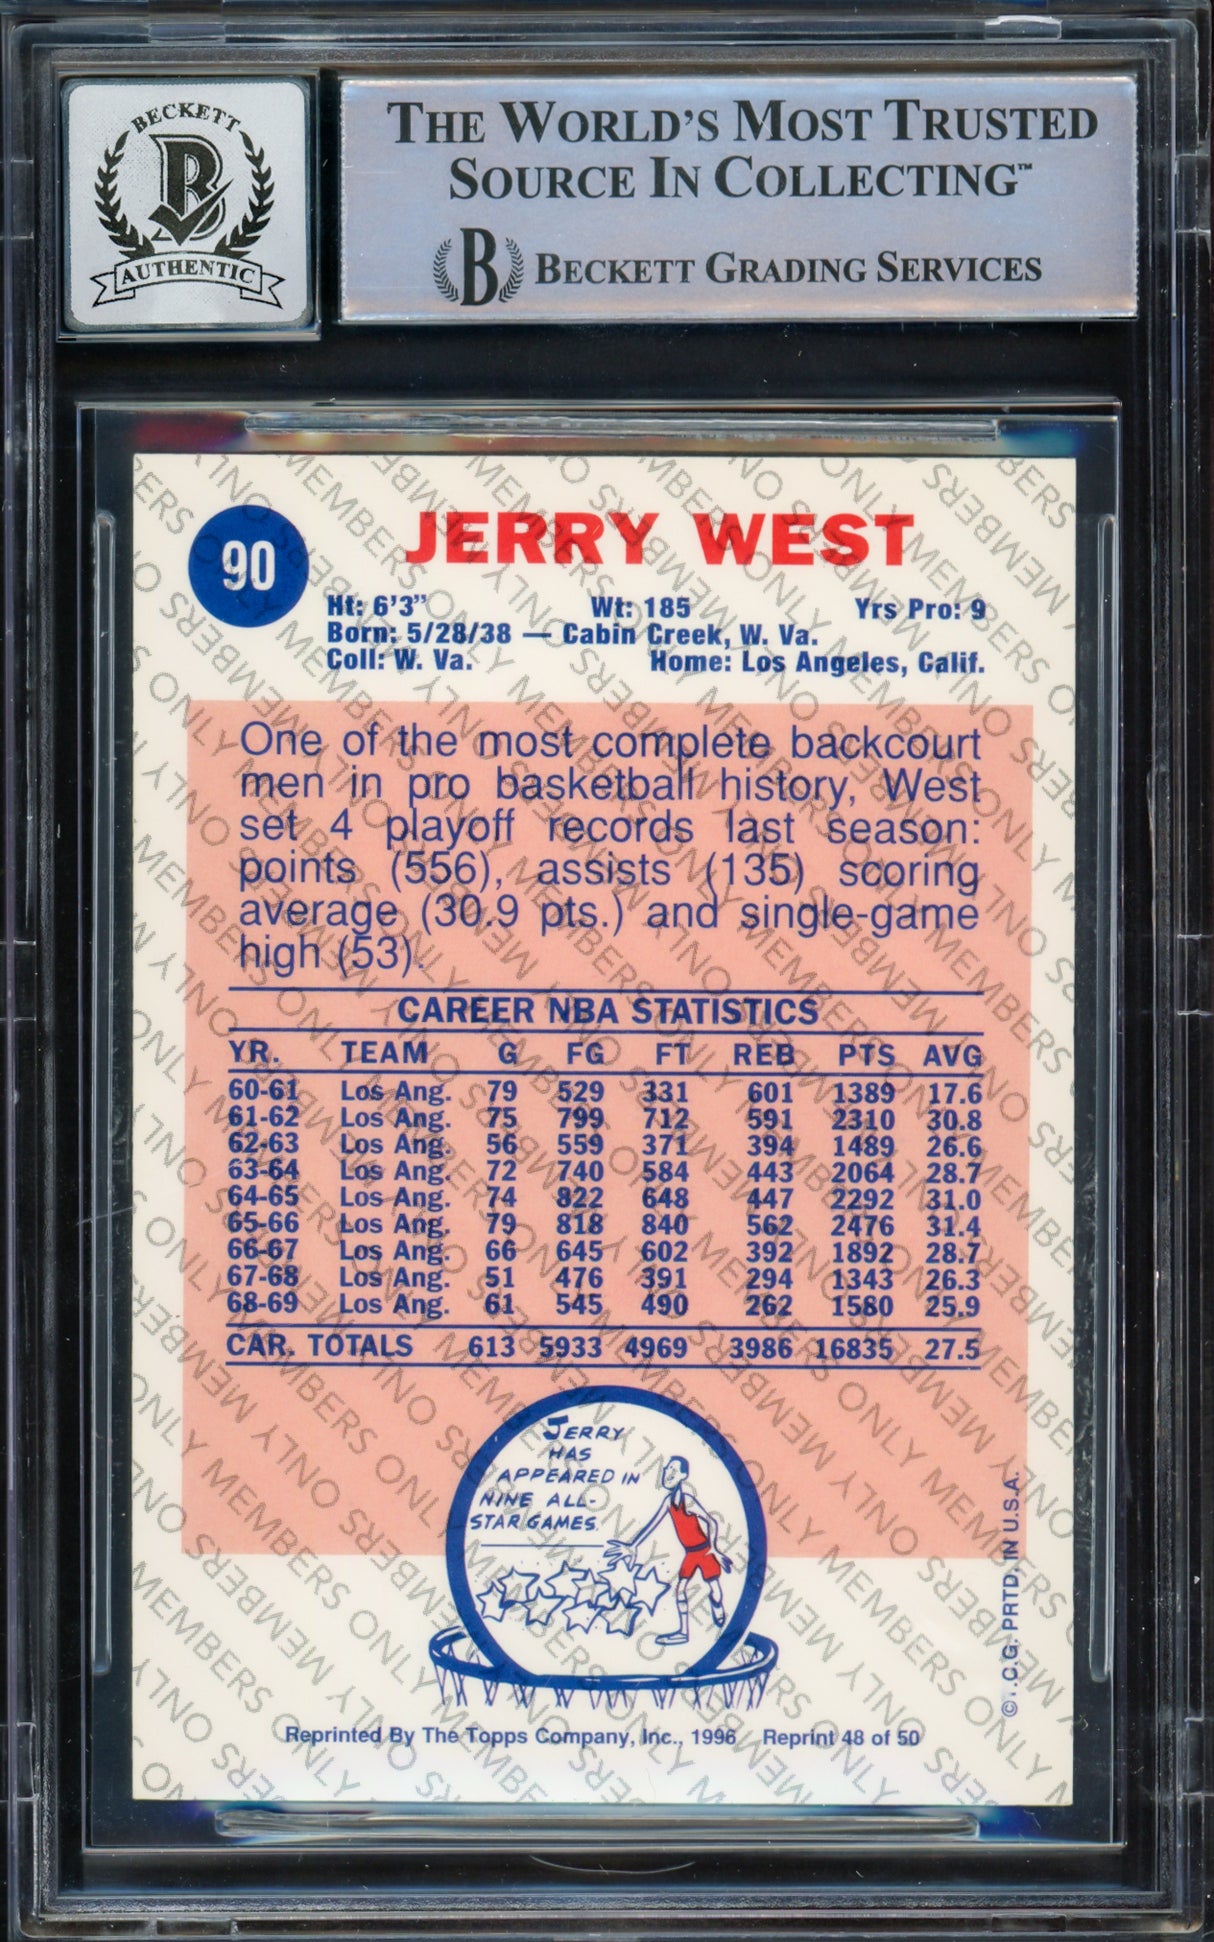 BECKETT
B
AUTHENTIC
THE WORLD'S MOST TRUSTED
SOURCE IN COLLECTING™
B BECKETT GRADING SERVICES
90
JERRY WEST
Ht: 6'3" Wt: 185 Yrs Pro: 9
Born: 5/28/38 — Cabin Creek, W. Va.
Coll: W. Va. Home: Los Angeles, Calif.
One of the most complete backcourt
men in pro basketball history, West
set 4 playoff records last season:
points (556), assists (135) scoring
average (30.9 pts.) and single-game
high (53).
CAREER NBA STATISTICS
YR. TEAM G FG FT REB PTS AVG
60-61 Los Ang. 79 529 331 601 1389 17.6
61-62 Los Ang. 75 799 712 591 2310 30.8
62-63 Los Ang. 56 559 371 394 1489 26.6
63-64 Los Ang. 72 740 584 443 2064 28.7
64-65 Los Ang. 74 822 648 447 2292 31.0
65-66 Los Ang. 79 818 840 562 2476 31.4
66-67 Los Ang. 66 645 602 392 1892 28.7
67-68 Los Ang. 51 476 391 294 1343 26.3
68-69 Los Ang. 61 545 490 262 1580 25.9
CAR. TOTALS 613 5933 4969 3986 16835 27.5
JERRY
HAS
APPEARED IN
NINE ALL-
STAR GAMES.
© T.C.G. PRTD. IN U.S.A.
Reprinted By The Topps Company, Inc., 1996 Reprint 48 of 50
MEMBERS ONLY